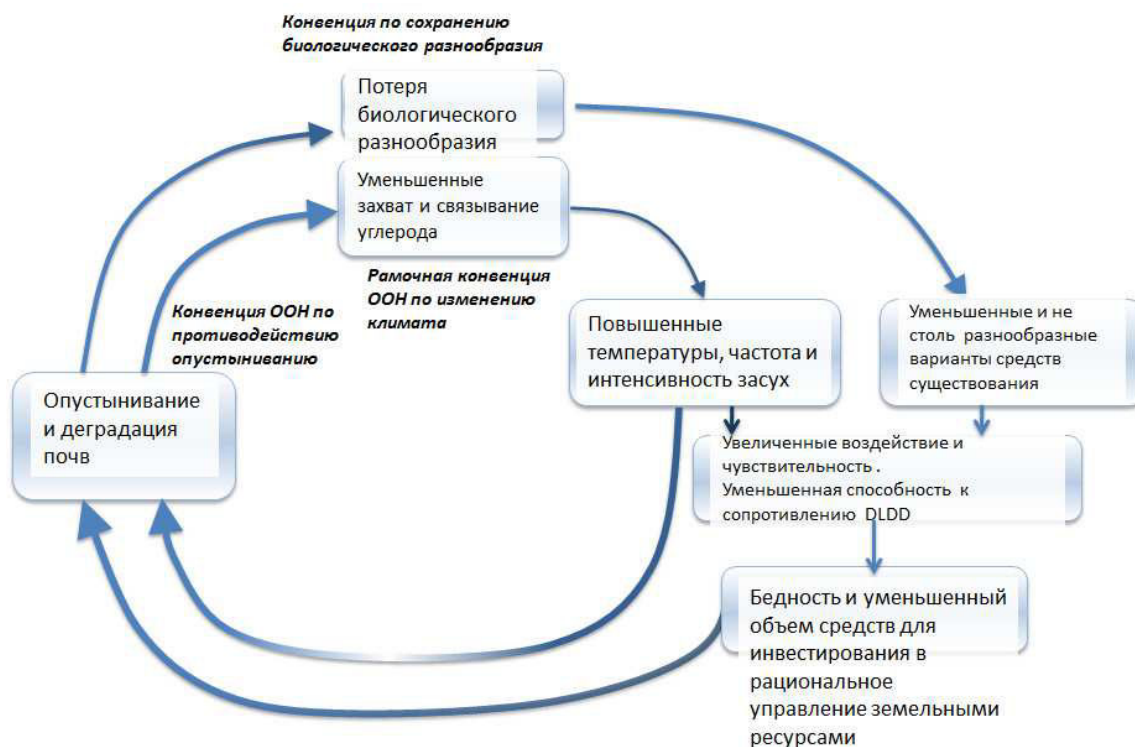 Конвенция по сохранению
биологического разнообразия
Потеря
биологического
разнообразия
Уменьшенные
захват и связывание
углерода
Рамочная конвенция
ООН по изменению
климата
Конвенция ООН по
противодействию
опустыниванию
Опустынивание
и деградация
почв
Повышенные
температуры, частота и
интенсивность засух
Уменьшенные и не
столь разнообразные
варианты средств
существования
Увеличенные воздействие и
чувствительность .
Уменьшенная способность к
сопротивлению DLDD
Бедность и уменьшенный
объем средств для
инвестирования в
рациональное
управление земельными
ресурсами